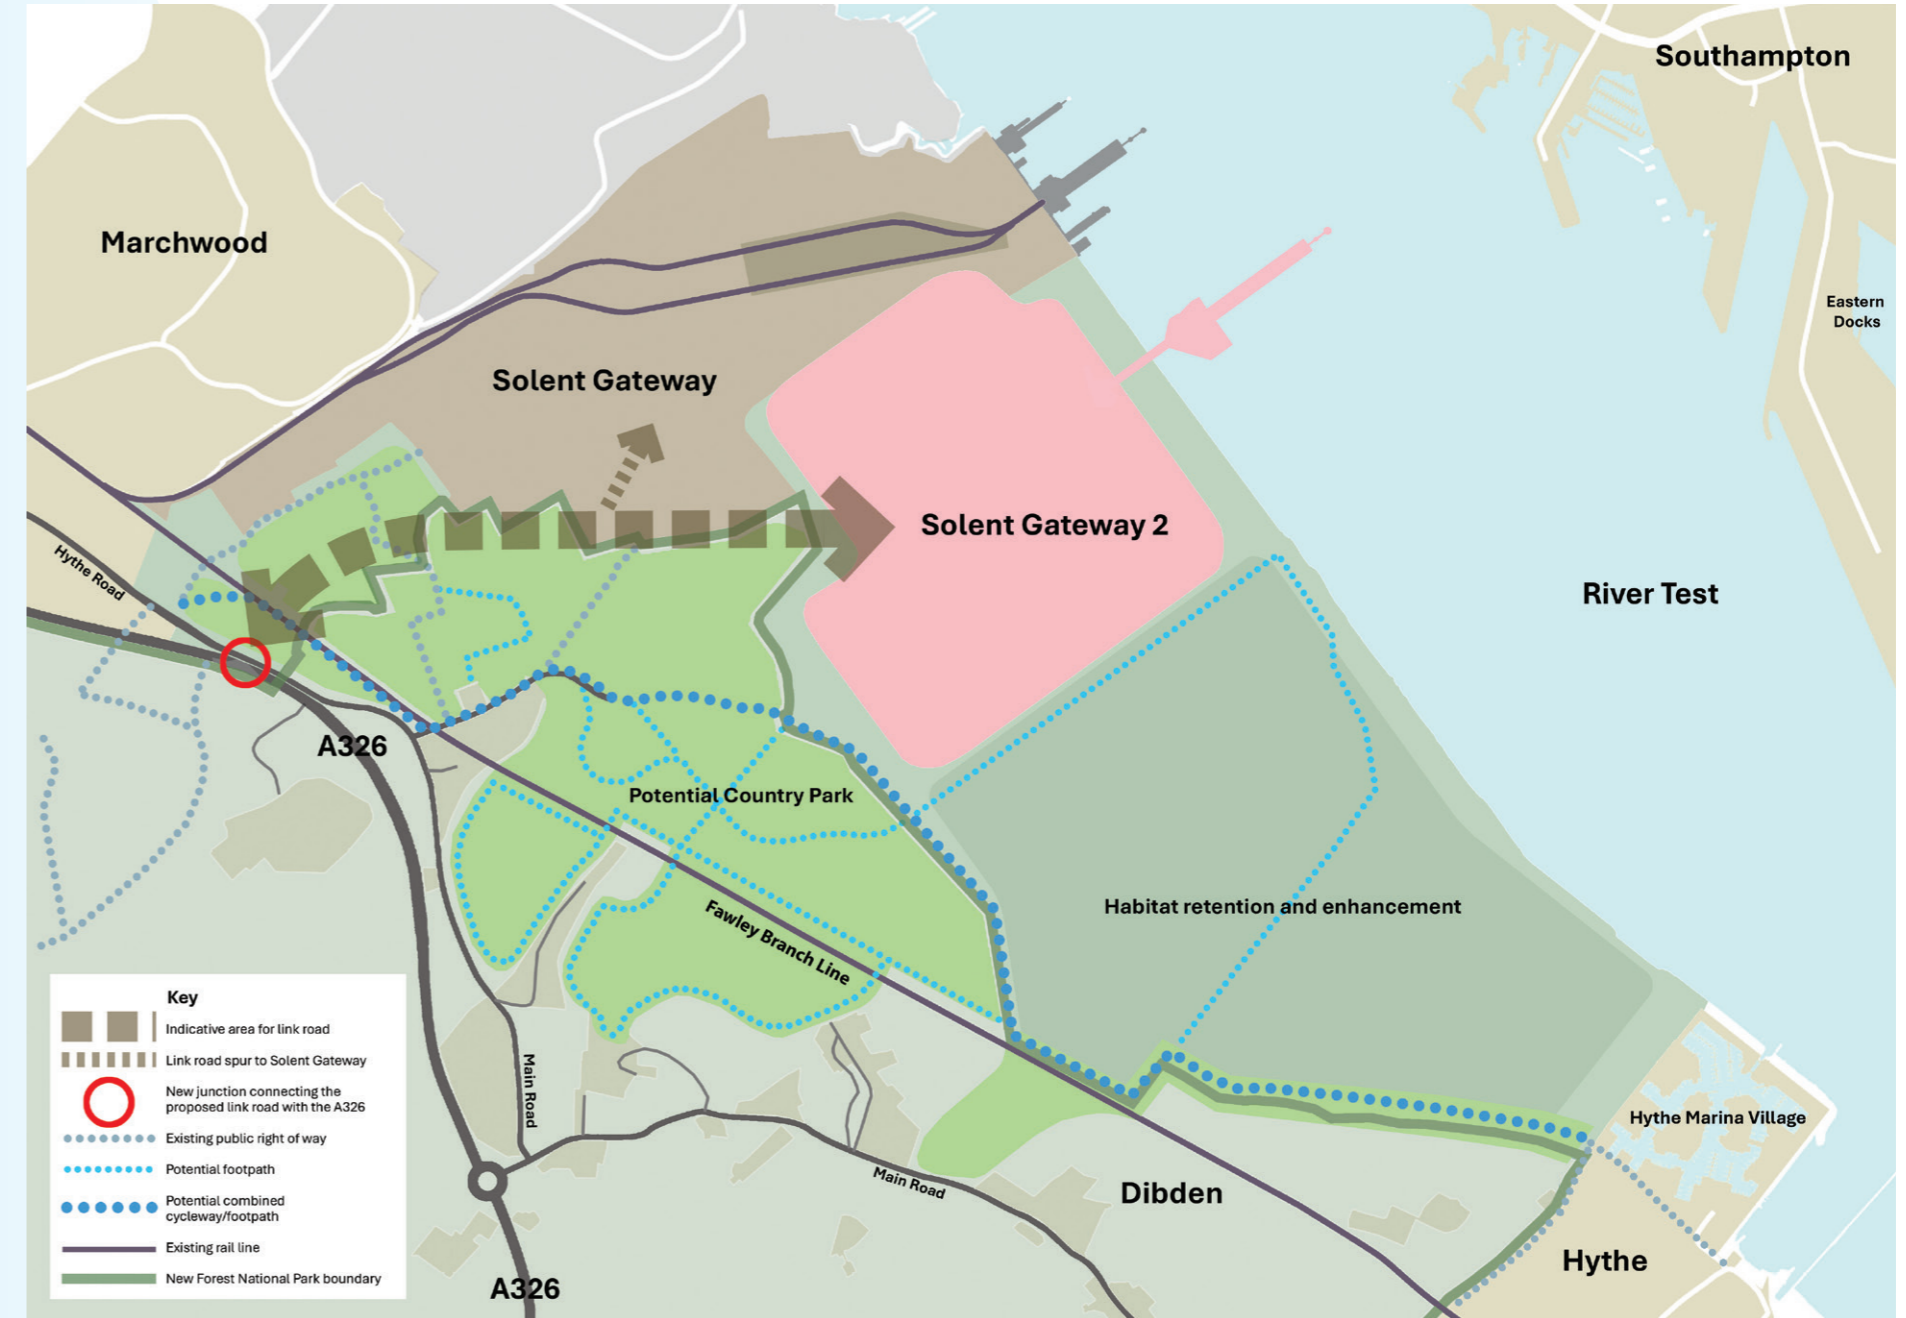 Southampton
Marchwood
Eastern
Docks
Solent Gateway
Solent Gateway 2
Hythe Road
River Test
A326
Potential Country Park
Habitat retention and enhancement
Fawley Branch Line
Key
Indicative area for link road
Link road spur to Solent Gateway
New junction connecting the
proposed link road with the A326
Existing public right of way
Potential footpath
Potential combined
cycleway/footpath
Existing rail line
New Forest National Park boundary
Main Road
Hythe Marina Village
Main Road
Dibden
Hythe
A326